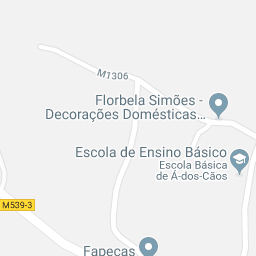 M1306
Florbela Simões -
Decorações Domésticas...
Escola de Ensino Básico
Escola Básica
de Á-dos-Cãos
M539-3
Fapecas